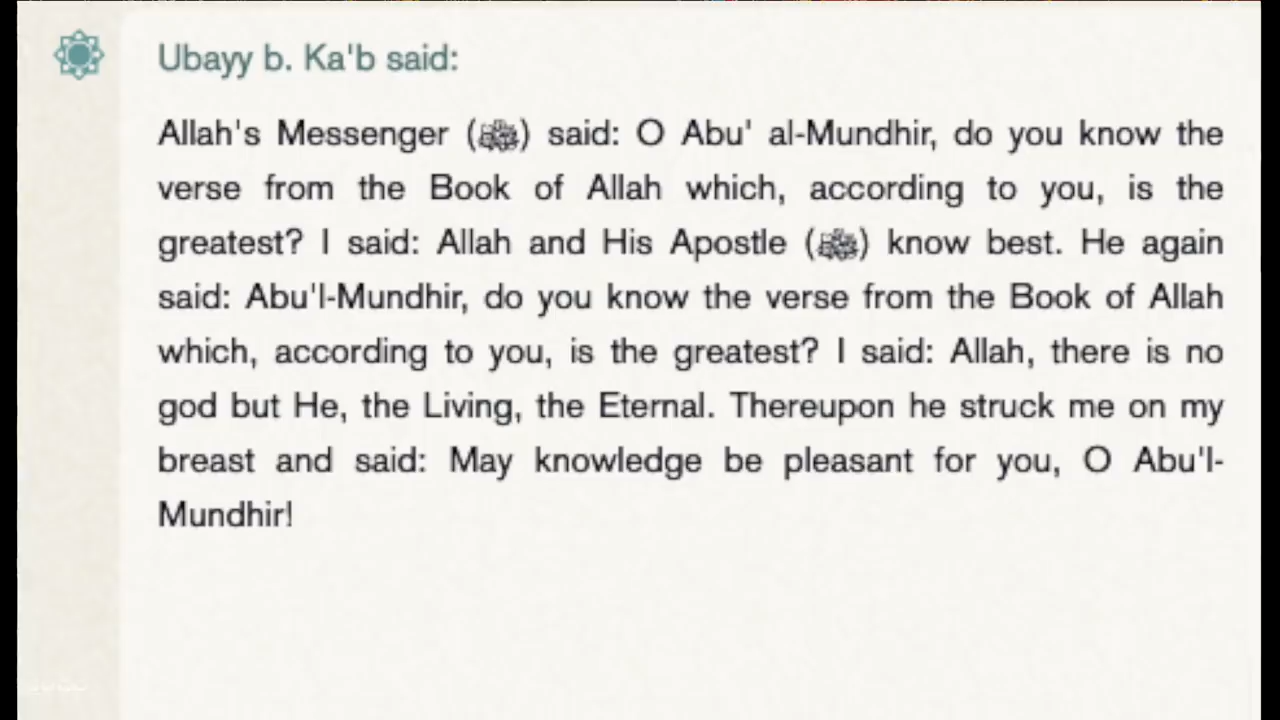 Ubayy b. Ka'b said:
Allah's Messenger (ﷺ) said: O Abu' al-Mundhir, do you know the
verse from the Book of Allah which, according to you, is the
greatest? I said: Allah and His Apostle (ﷺ) know best. He again
said: Abu'l-Mundhir, do you know the verse from the Book of Allah
which, according to you, is the greatest? I said: Allah, there is no
god but He, the Living, the Eternal. Thereupon he struck me on my
breast and said: May knowledge be pleasant for you, O Abu'l-
Mundhir!